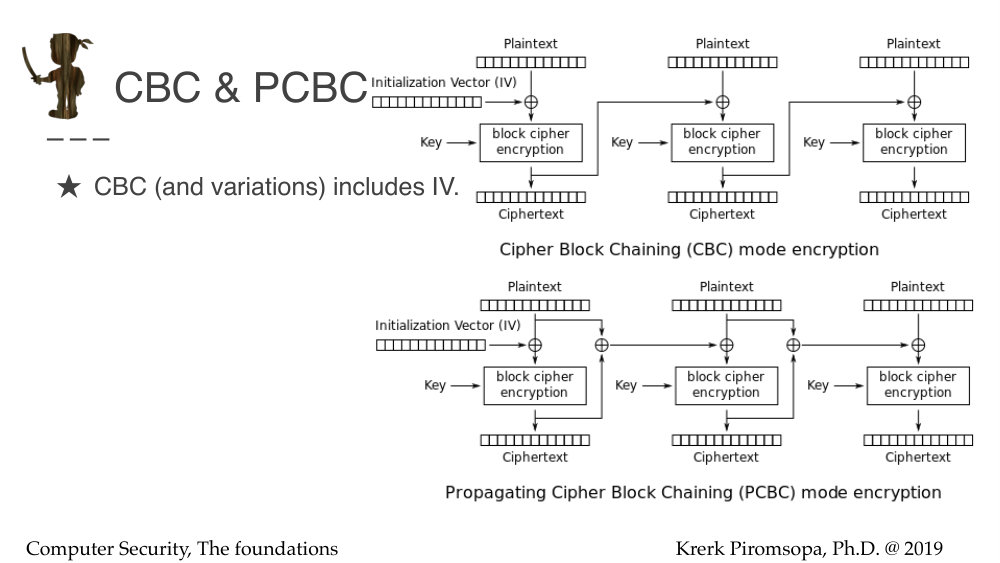 CBC & PCBC
★ CBC (and variations) includes IV.
Plaintext Plaintext Plaintext
Initialization Vector (IV)
Key block cipher encryption Key block cipher encryption Key block cipher encryption
Ciphertext Ciphertext Ciphertext
Cipher Block Chaining (CBC) mode encryption
Plaintext Plaintext Plaintext
Initialization Vector (IV)
Key block cipher encryption Key block cipher encryption Key block cipher encryption
Ciphertext Ciphertext Ciphertext
Propagating Cipher Block Chaining (PCBC) mode encryption
Computer Security, The foundations
Krerk Piromsopa, Ph.D. @ 2019